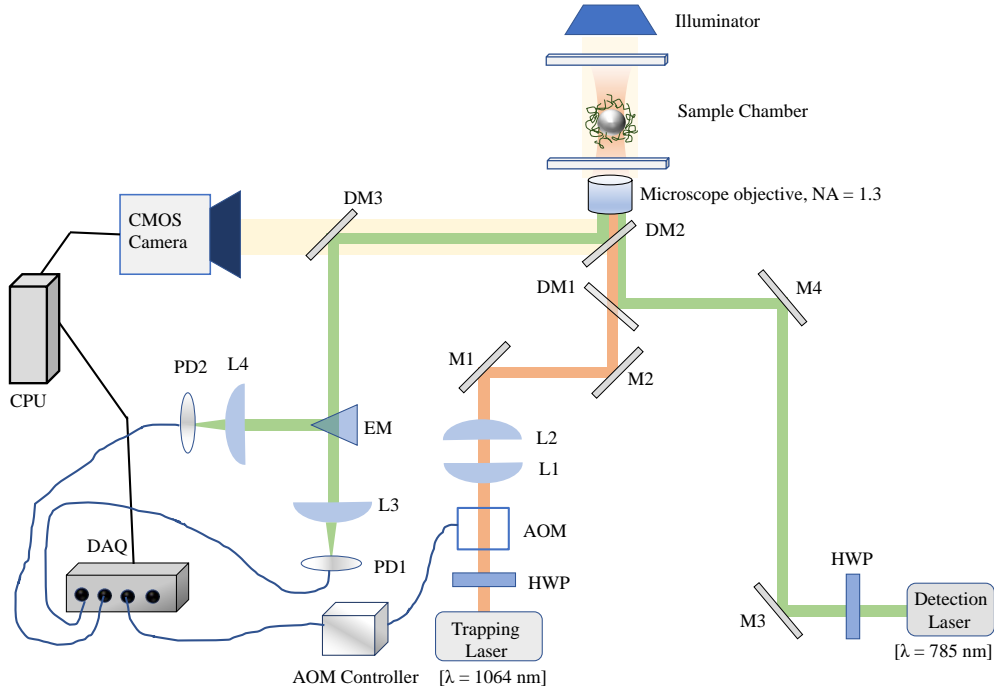 Illuminator
Sample Chamber
Microscope objective, NA = 1.3
DM3
CMOS
Camera
DM2
DM1
M4
M1
M2
PD2
L4
CPU
EM
L2
L1
L3
AOM
DAQ
PD1
HWP
HWP
M3
Detection
Laser
Trapping
Laser
[λ = 785 nm]
AOM Controller
[λ = 1064 nm]